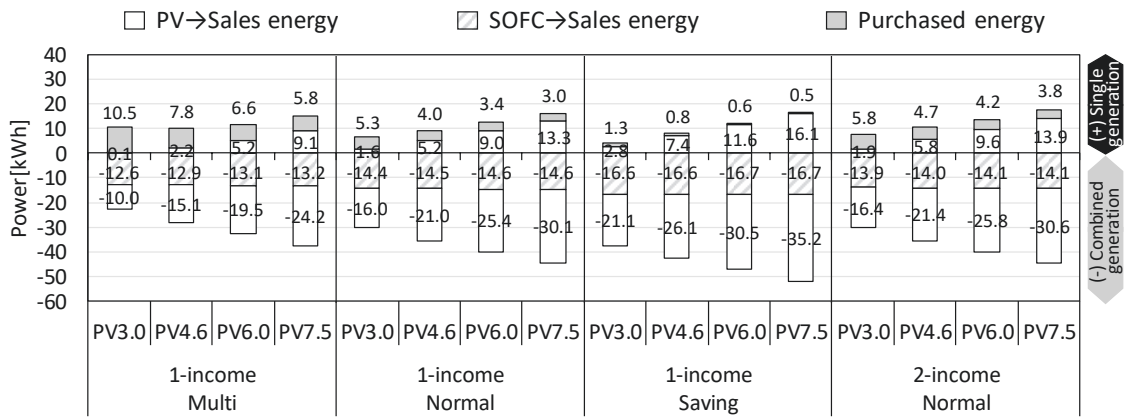 PV→Sales energy SOFC→Sales energy Purchased energy
40
30
20
10
0
-10
-20
-30
-40
-50
-60
Power[kWh]
10.5 7.8 6.6 5.8 5.3 4.0 3.4 3.0 1.3 0.8 0.6 0.5 5.8 4.7 4.2 3.8
0.1 2.2 5.2 9.1 1.6 5.2 9.0 13.3 2.8 7.4 11.6 16.1 1.9 5.8 9.6 13.9
-12.6 -12.9 -13.1 -13.2 -14.4 -14.5 -14.6 -14.6 -16.6 -16.6 -16.7 -16.7 -13.9 -14.0 -14.1 -14.1
-10.0 -15.1 -19.5 -24.2 -16.0 -21.0 -25.4 -30.1 -21.1 -26.1 -30.5 -35.2 -16.4 -21.4 -25.8 -30.6
PV3.0 PV4.6 PV6.0 PV7.5 PV3.0 PV4.6 PV6.0 PV7.5 PV3.0 PV4.6 PV6.0 PV7.5 PV3.0 PV4.6 PV6.0 PV7.5
1-income 1-income 1-income 2-income
Multi Normal Saving Normal
(+) Single
generation
(-) Combined
generation